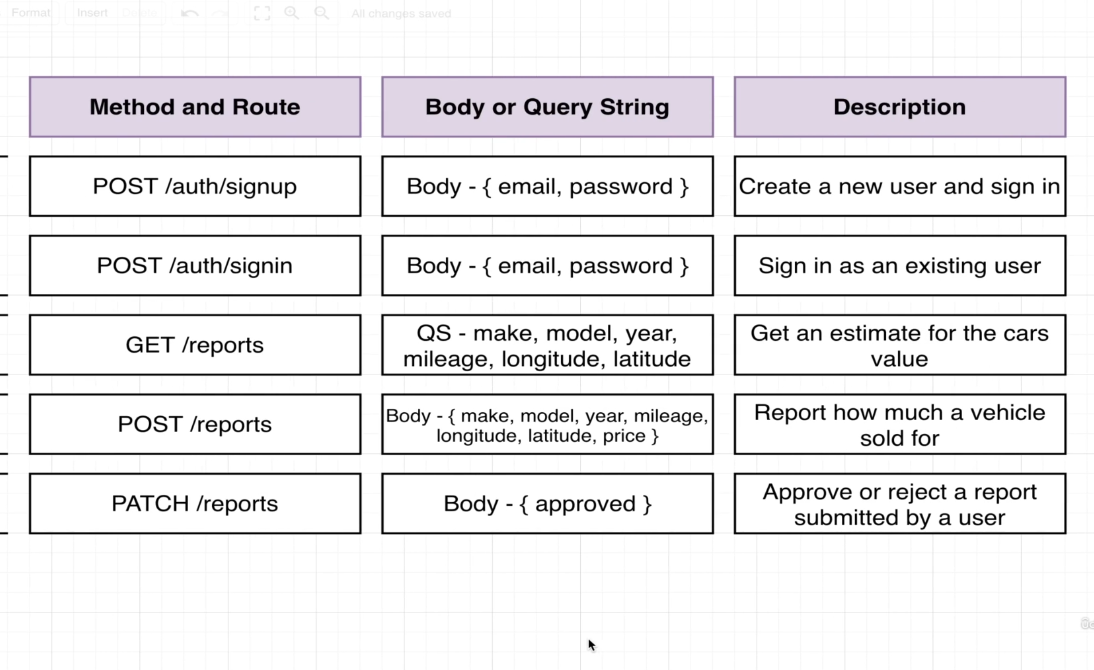 Format Insert Delete All changes saved
Method and Route
Body or Query String
Description
POST /auth/signup
Body - { email, password }
Create a new user and sign in
POST /auth/signin
Body - { email, password }
Sign in as an existing user
GET /reports
QS - make, model, year,
mileage, longitude, latitude
Get an estimate for the cars
value
POST /reports
Body - { make, model, year, mileage,
longitude, latitude, price }
Report how much a vehicle
sold for
PATCH /reports
Body - { approved }
Approve or reject a report
submitted by a user